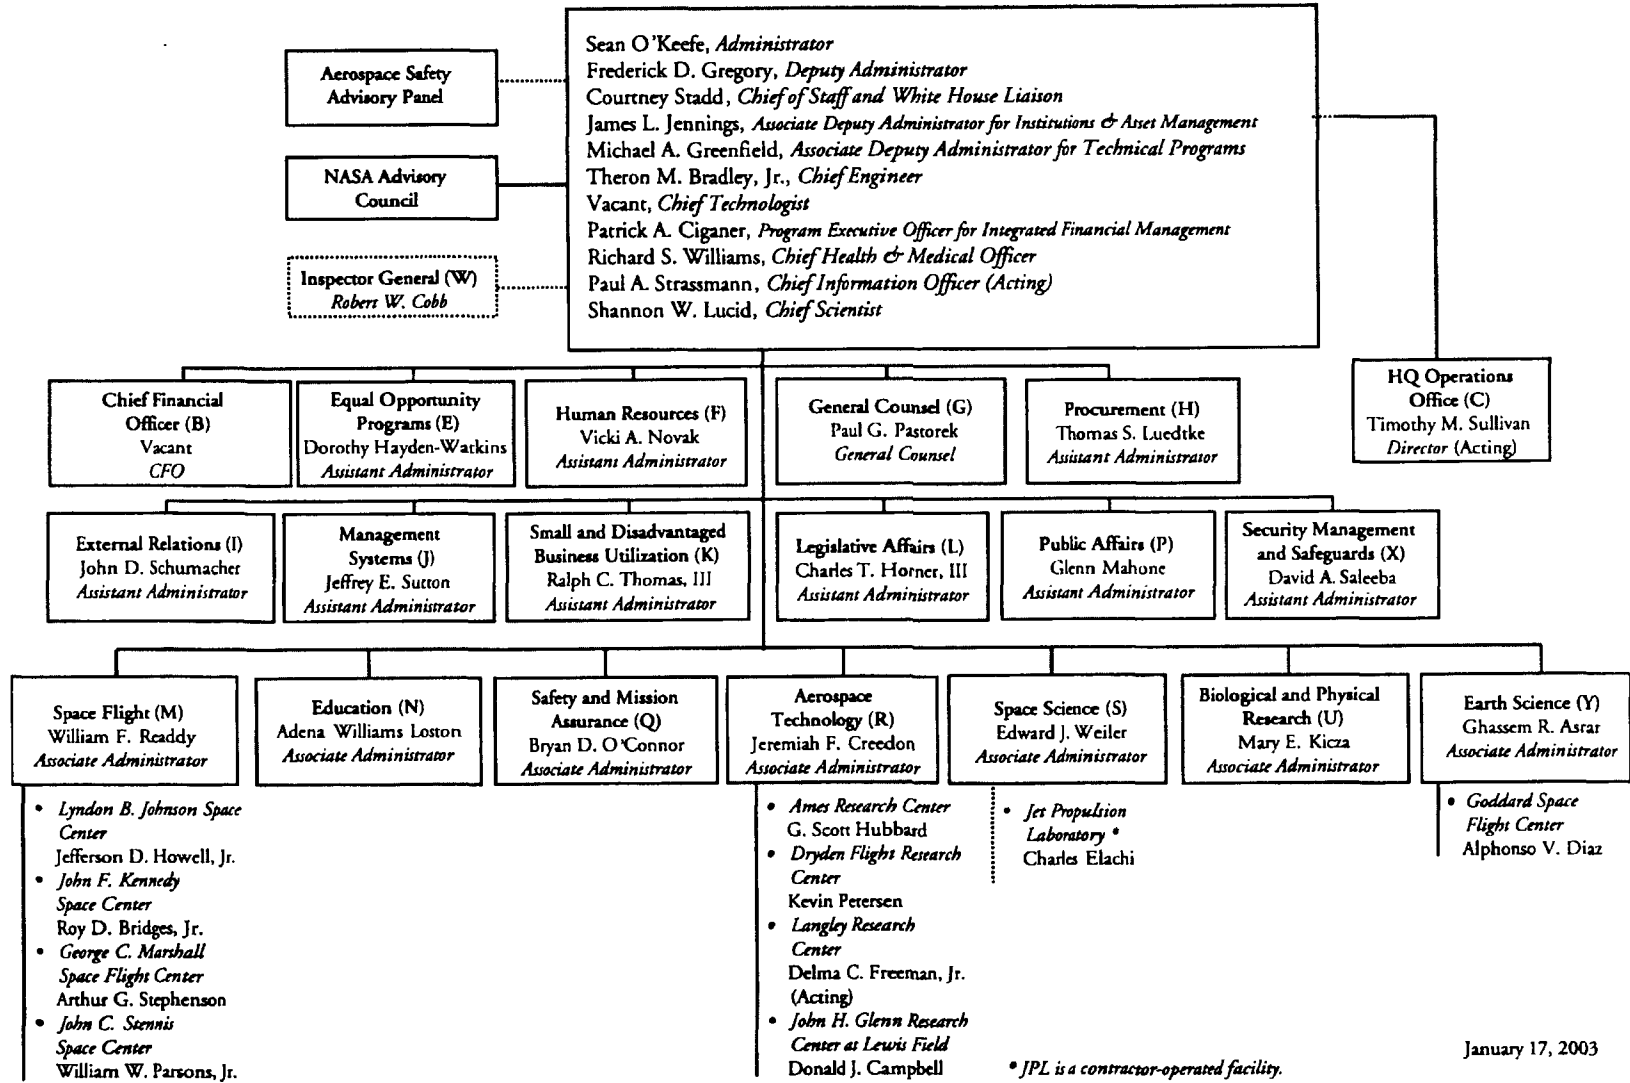 Aerospace Safety
Advisory Panel
NASA Advisory
Council
Inspector General (W)
Robert W. Cobb
Sean O'Keefe, Administrator
Frederick D. Gregory, Deputy Administrator
Courtney Stadd, Chief of Staff and White House Liaison
James L. Jennings, Associate Deputy Administrator for Institutions & Asset Management
Michael A. Greenfield, Associate Deputy Administrator for Technical Programs
Theron M. Bradley, Jr., Chief Engineer
Vacant, Chief Technologist
Patrick A. Ciganer, Program Executive Officer for Integrated Financial Management
Richard S. Williams, Chief Health & Medical Officer
Paul A. Strassmann, Chief Information Officer (Acting)
Shannon W. Lucid, Chief Scientist
HQ Operations
Office (C)
Timothy M. Sullivan
Director (Acting)
Chief Financial
Officer (B)
Vacant
CFO
Equal Opportunity
Programs (E)
Dorothy Hayden-Watkins
Assistant Administrator
Human Resources (F)
Vicki A. Novak
Assistant Administrator
General Counsel (G)
Paul G. Pastorek
General Counsel
Procurement (H)
Thomas S. Luedtke
Assistant Administrator
External Relations (I)
John D. Schumacher
Assistant Administrator
Management
Systems (J)
Jeffrey E. Sutton
Assistant Administrator
Small and Disadvantaged
Business Utilization (K)
Ralph C. Thomas, III
Assistant Administrator
Legislative Affairs (L)
Charles T. Horner, III
Assistant Administrator
Public Affairs (P)
Glenn Mahone
Assistant Administrator
Security Management
and Safeguards (X)
David A. Saleeba
Assistant Administrator
Space Flight (M)
William F. Readdy
Associate Administrator
• Lyndon B. Johnson Space
Center
Jefferson D. Howell, Jr.
• John F. Kennedy
Space Center
Roy D. Bridges, Jr.
• George C. Marshall
Space Flight Center
Arthur G. Stephenson
• John C. Stennis
Space Center
William W. Parsons, Jr.
Education (N)
Adena Williams Loston
Associate Administrator
Safety and Mission
Assurance (Q)
Bryan D. O'Connor
Associate Administrator
Aerospace
Technology (R)
Jeremiah F. Creedon
Associate Administrator
• Ames Research Center
G. Scott Hubbard
• Dryden Flight Research
Center
Kevin Petersen
• Langley Research
Center
Delma C. Freeman, Jr.
(Acting)
• John H. Glenn Research
Center at Lewis Field
Donald J. Campbell
Space Science (S)
Edward J. Weiler
Associate Administrator
• Jet Propulsion
Laboratory *
Charles Elachi
Biological and Physical
Research (U)
Mary E. Kicza
Associate Administrator
Earth Science (Y)
Ghassem R. Asrar
Associate Administrator
• Goddard Space
Flight Center
Alphonso V. Diaz
* JPL is a contractor-operated facility.
January 17, 2003